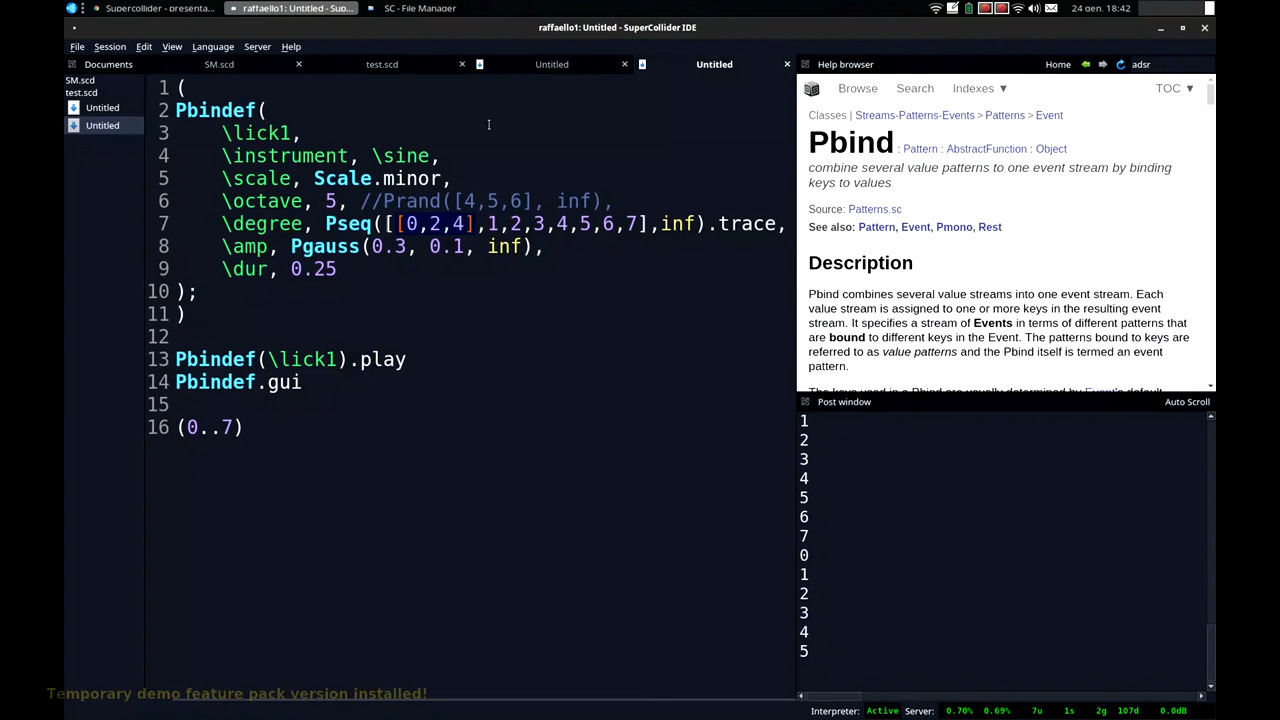 Supercollider - presenta...
raffaello1: Untitled - Sup...
SC - File Manager
24 gen, 18:42
raffaello1: Untitled - SuperCollider IDE
File Session Edit View Language Server Help
Documents
SM.scd
test.scd
Untitled
Untitled
Help browser
Home
adsr
SM.scd
test.scd
Untitled
Untitled
1 (
2 Pbindef(
3 \lick1,
4 \instrument, \sine,
5 \scale, Scale.minor,
6 \octave, 5, //Prand([4,5,6], inf),
7 \degree, Pseq([[0,2,4],1,2,3,4,5,6,7],inf).trace,
8 \amp, Pgauss(0.3, 0.1, inf),
9 \dur, 0.25
10 );
11 )
12
13 Pbindef(\lick1).play
14 Pbindef.gui
15
16 (0..7)
Browse Search Indexes ▼ TOC ▼
Classes | Streams-Patterns-Events > Patterns > Event
Pbind : Pattern : AbstractFunction : Object
combine several value patterns to one event stream by binding
keys to values
Source: Patterns.sc
See also: Pattern, Event, Pmono, Rest
Description
Pbind combines several value streams into one event stream. Each
value stream is assigned to one or more keys in the resulting event
stream. It specifies a stream of Events in terms of different patterns that
are bound to different keys in the Event. The patterns bound to keys are
referred to as value patterns and the Pbind itself is termed an event
pattern.
The keys used in a Pbind are usually determined by Event's default
Post window
Auto Scroll
1
2
3
4
5
6
7
0
1
2
3
4
5
Temporary demo feature pack version installed!
Interpreter: Active Server: 0.70% 0.69% 7u 1s 2g 107d 0.0dB